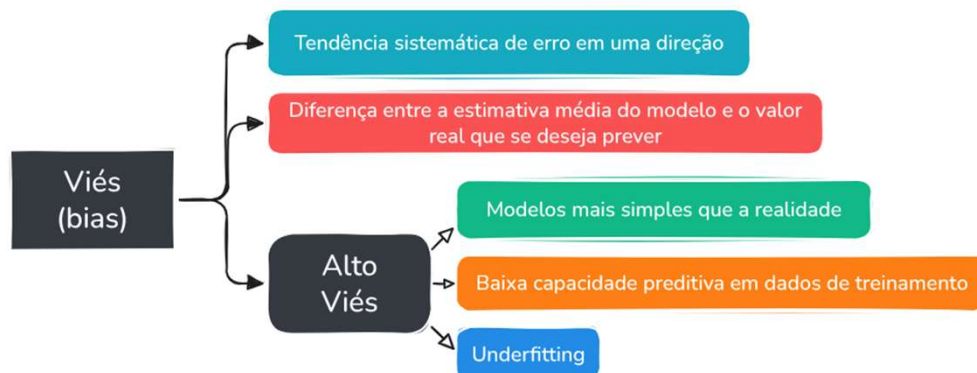 Tendência sistemática de erro em uma direção
Diferença entre a estimativa média do modelo e o valor
real que se deseja prever
Viés
(bias)
Modelos mais simples que a realidade
Alto
Viés
Baixa capacidade preditiva em dados de treinamento
Underfitting